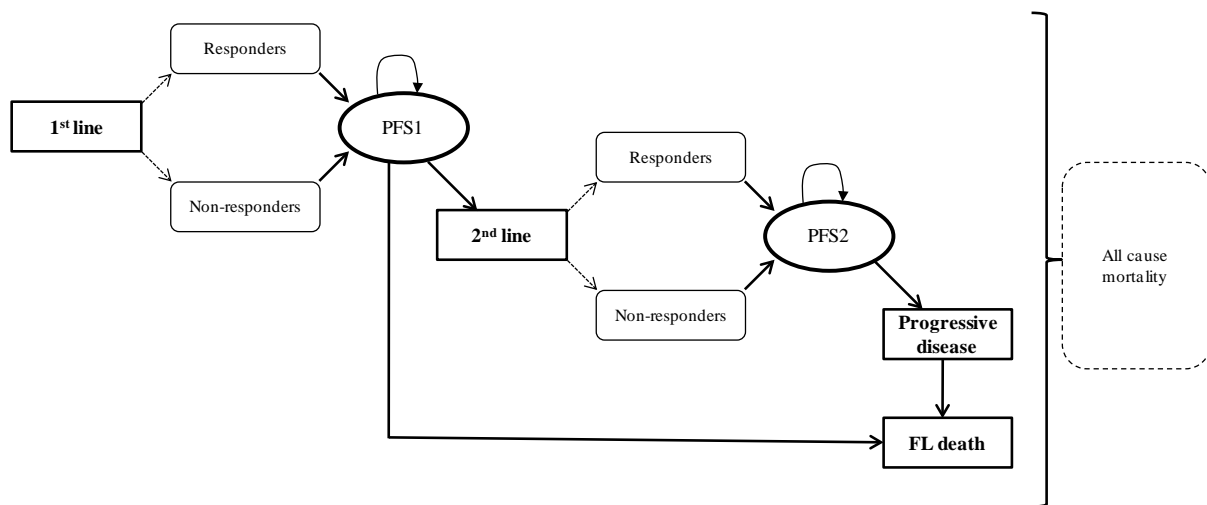 Responders
1st line
PFS1
Non-responders
Responders
2nd line
PFS2
Non-responders
Progressive
disease
FL death
All cause
mortality